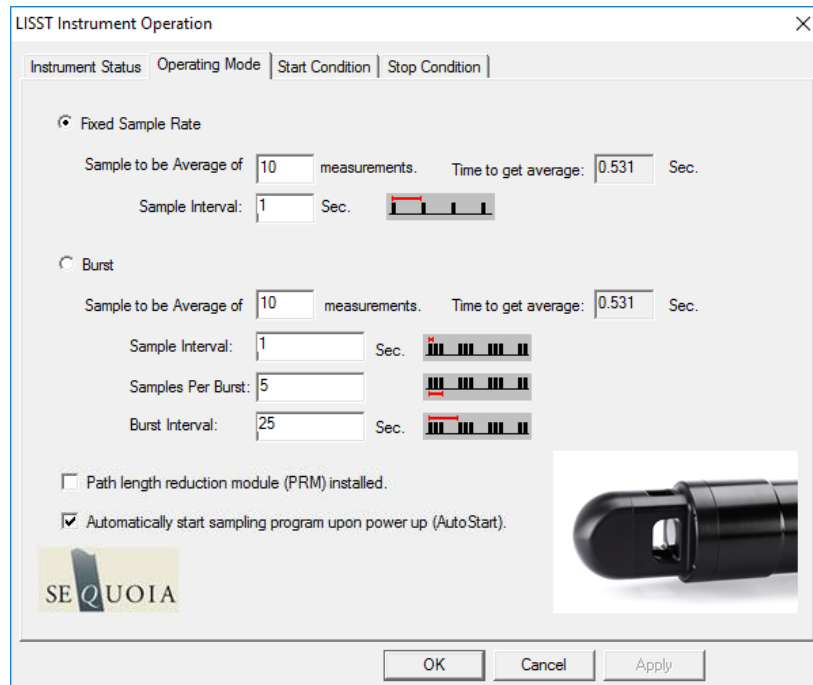 LISST Instrument Operation
Instrument Status Operating Mode Start Condition Stop Condition
Fixed Sample Rate
Sample to be Average of 10 measurements. Time to get average: 0.531 Sec.
Sample Interval: 1 Sec.
Burst
Sample to be Average of 10 measurements. Time to get average: 0.531 Sec.
Sample Interval: 1 Sec.
Samples Per Burst: 5
Burst Interval: 25 Sec.
Path length reduction module (PRM) installed.
Automatically start sampling program upon power up (AutoStart).
SEQUOIA
OK Cancel Apply